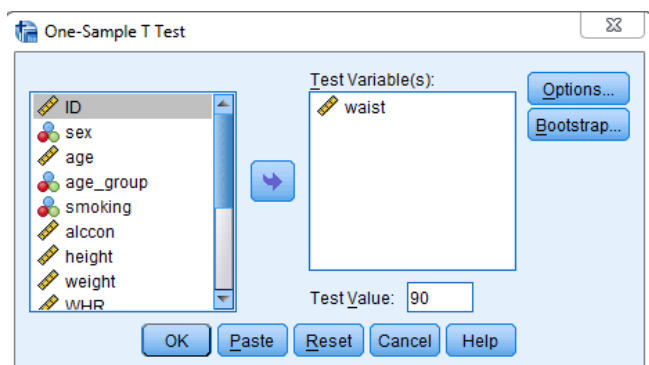 One-Sample T Test
Test Variable(s):
ID
sex
age
age_group
smoking
alccon
height
weight
WHR
waist
Options...
Bootstrap...
Test Value: 90
OK Paste Reset Cancel Help